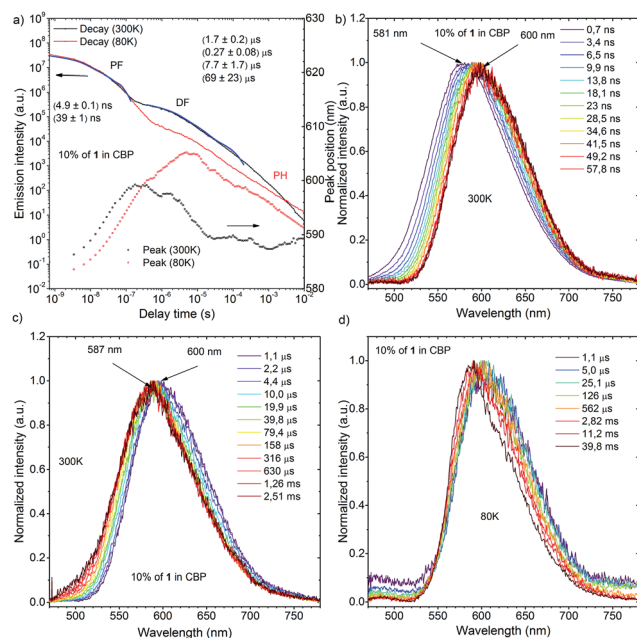 a)
Decay (300K)
Decay (80K)
(1.7 ± 0.2) µs
(0.27 ± 0.08) µs
(7.7 ± 1.7) µs
(69 ± 23) µs
PF
DF
(4.9 ± 0.1) ns
(39 ± 1) ns
10% of 1 in CBP
PH
Peak (300K)
Peak (80K)
10⁹
10⁸
10⁷
10⁶
10⁵
10⁴
10³
10²
10¹
10⁰
10⁻¹
10⁻²
Emission intensity (a.u.)
630
620
610
600
590
580
Peak position (nm)
10⁻⁹ 10⁻⁸ 10⁻⁷ 10⁻⁶ 10⁻⁵ 10⁻⁴ 10⁻³ 10⁻²
Delay time (s)
b)
581 nm
10% of 1 in CBP
600 nm
0,7 ns
3,4 ns
6,5 ns
9,9 ns
13,8 ns
18,1 ns
23 ns
28,5 ns
34,6 ns
41,5 ns
49,2 ns
57,8 ns
300K
1.2
1.0
0.8
0.6
0.4
0.2
0.0
Normalized intensity (a.u.)
500 550 600 650 700 750
Wavelength (nm)
c)
587 nm
600 nm
1,1 µs
2,2 µs
4,4 µs
10,0 µs
19,9 µs
39,8 µs
79,4 µs
158 µs
316 µs
630 µs
1,26 ms
2,51 ms
300K
10% of 1 in CBP
1.2
1.0
0.8
0.6
0.4
0.2
0.0
Normalized intensity (a.u.)
500 550 600 650 700 750
Wavelength (nm)
d)
10% of 1 in CBP
1,1 µs
5,0 µs
25,1 µs
126 µs
562 µs
2,82 ms
11,2 ms
39,8 ms
80K
1.2
1.0
0.8
0.6
0.4
0.2
0.0
Normalized intensity (a.u.)
500 550 600 650 700 750
Wavelength (nm)